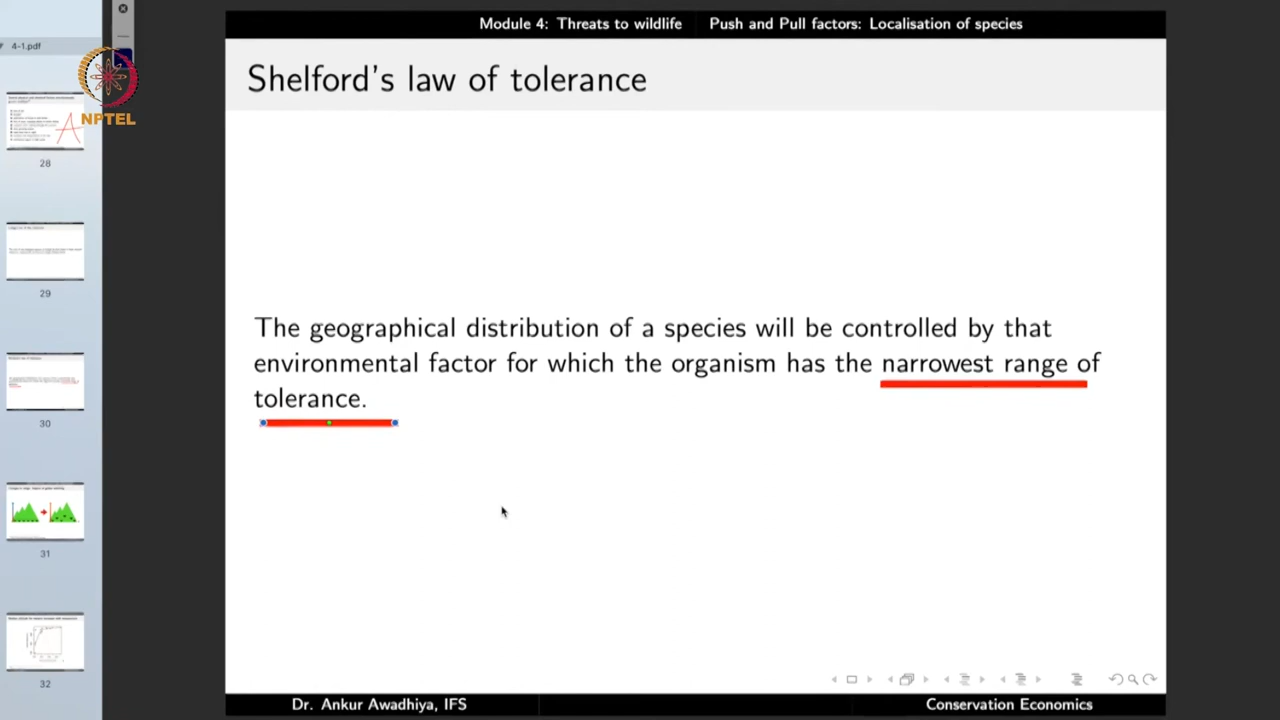 Module 4: Threats to wildlife Push and Pull factors: Localisation of species
4-1.pdf
Shelford's law of tolerance
NPTEL
28
29
30
31
32
The geographical distribution of a species will be controlled by that
environmental factor for which the organism has the narrowest range of
tolerance.
Dr. Ankur Awadhiya, IFS Conservation Economics